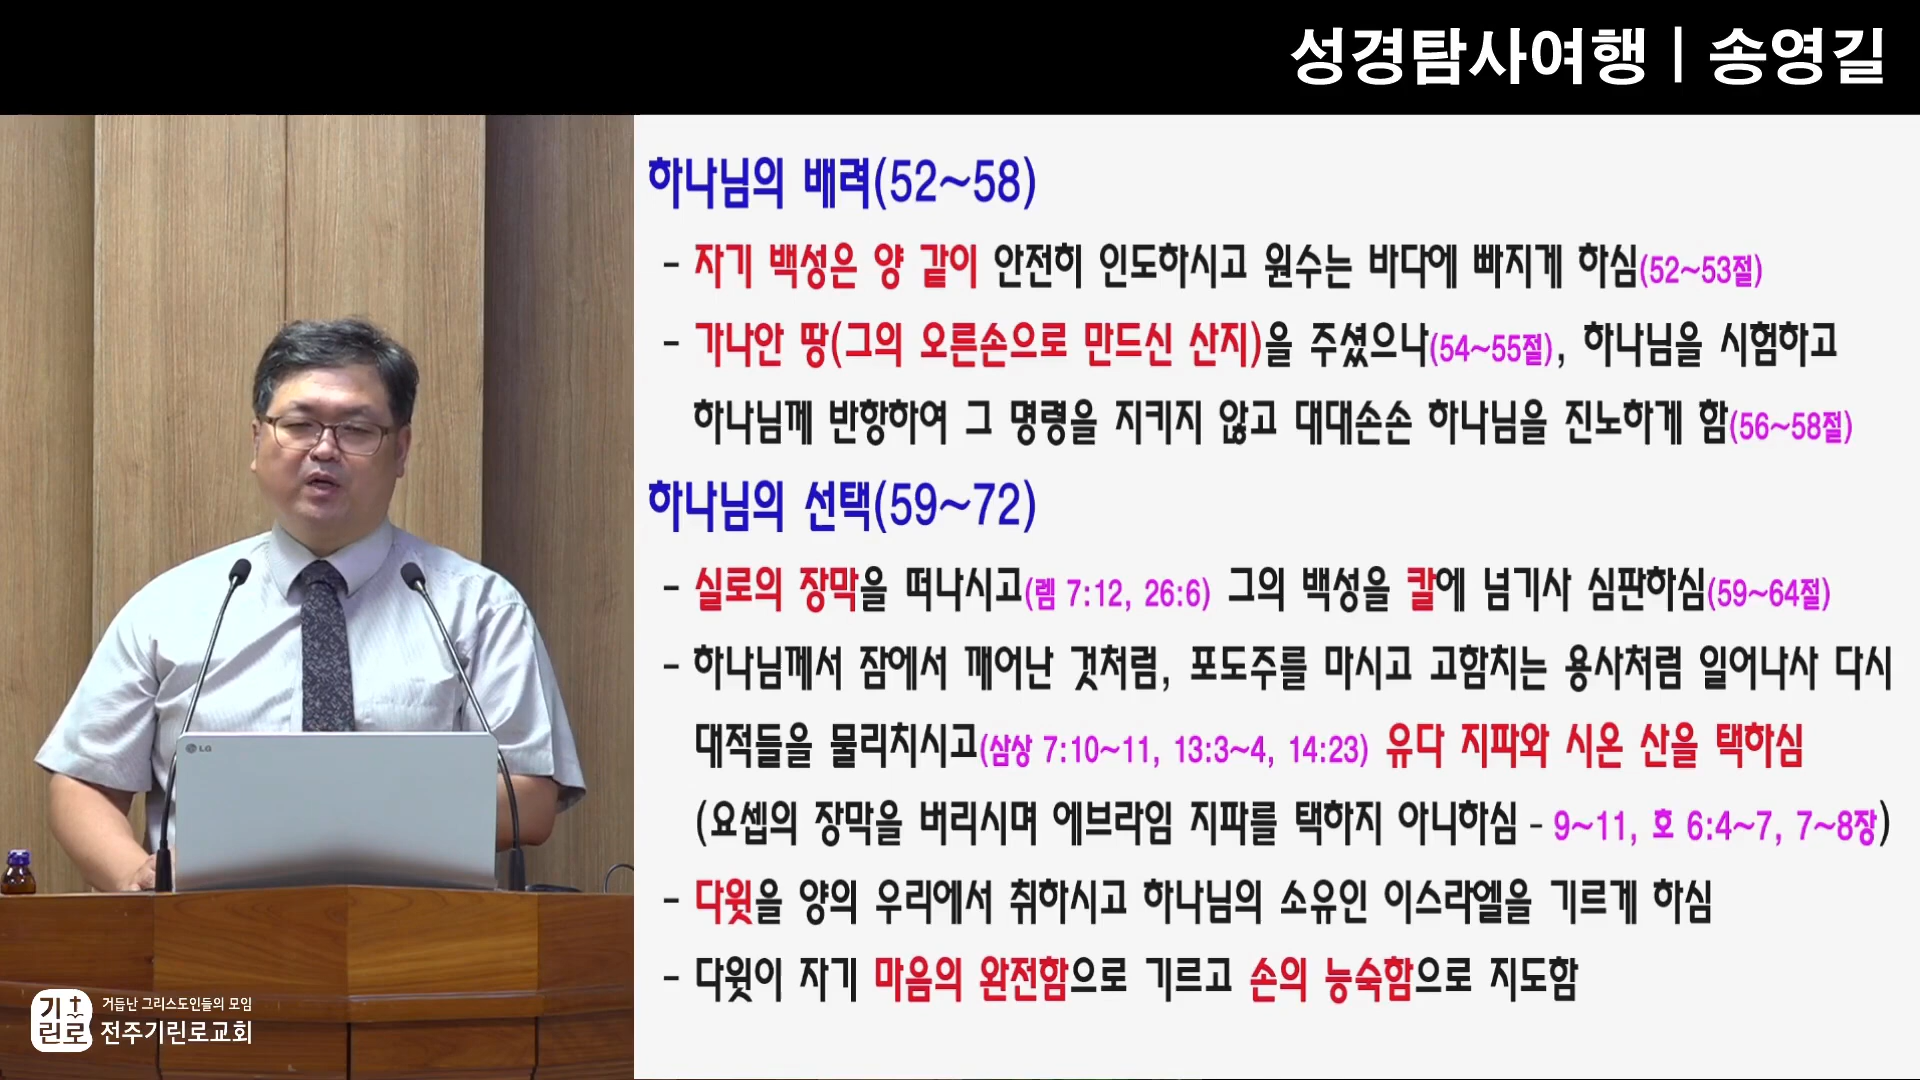 성경탐사여행 | 송영길
하나님의 배려(52~58)
- 자기 백성은 양 같이 안전히 인도하시고 원수는 바다에 빠지게 하심(52~53절)
- 가나안 땅(그의 오른손으로 만드신 산지)을 주셨으나(54~55절), 하나님을 시험하고
하나님께 반항하여 그 명령을 지키지 않고 대대손손 하나님을 진노하게 함(56~58절)
하나님의 선택(59~72)
- 실로의 장막을 떠나시고(렘 7:12, 26:6) 그의 백성을 칼에 넘기사 심판하심(59~64절)
- 하나님께서 잠에서 깨어난 것처럼, 포도주를 마시고 고함치는 용사처럼 일어나사 다시
대적들을 물리치시고(삼상 7:10~11, 13:3~4, 14:23) 유다 지파와 시온 산을 택하심
(요셉의 장막을 버리시며 에브라임 지파를 택하지 아니하심 - 9~11, 호 6:4~7, 7~8장)
- 다윗을 양의 우리에서 취하시고 하나님의 소유인 이스라엘을 기르게 하심
- 다윗이 자기 마음의 완전함으로 기르고 손의 능숙함으로 지도함
LG
기린로
거듭난 그리스도인들의 모임
전주기린로교회